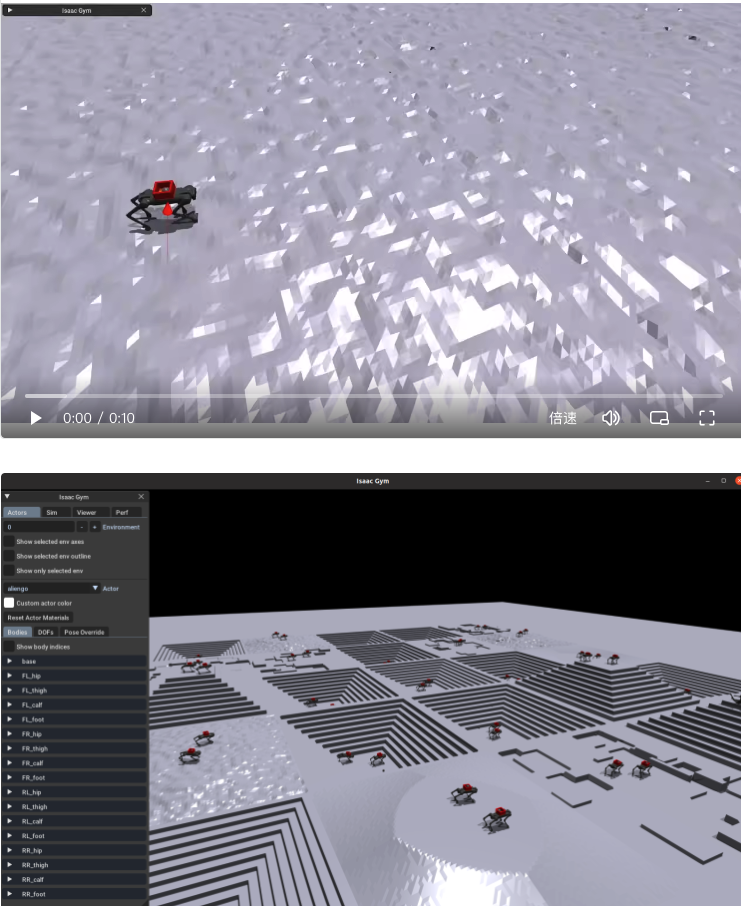 Isaac Gym
0:00 / 0:10
倍速
Isaac Gym
Isaac Gym
Actors Sim Viewer Perf
0 - + Environment
Show selected env axes
Show selected env outline
Show only selected env
aliengo Actor
Custom actor color
Reset Actor Materials
Bodies DOFs Pose Override
Show body indices
base
FL_hip
FL_thigh
FL_calf
FL_foot
FR_hip
FR_thigh
FR_calf
FR_foot
RL_hip
RL_thigh
RL_calf
RL_foot
RR_hip
RR_thigh
RR_calf
RR_foot